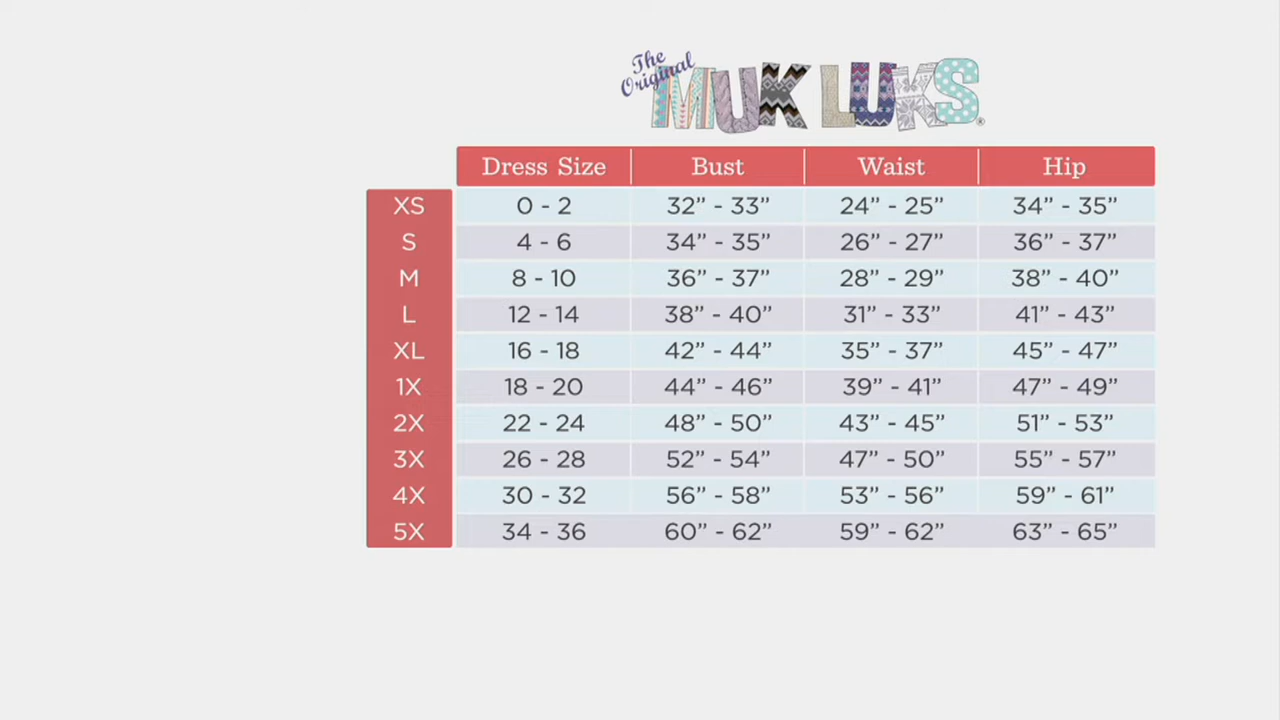 The Original MUK LUKS®
Dress Size Bust Waist Hip
XS 0 - 2 32” - 33” 24” - 25” 34” - 35”
S 4 - 6 34” - 35” 26” - 27” 36” - 37”
M 8 - 10 36” - 37” 28” - 29” 38” - 40”
L 12 - 14 38” - 40” 31” - 33” 41” - 43”
XL 16 - 18 42” - 44” 35” - 37” 45” - 47”
1X 18 - 20 44” - 46” 39” - 41” 47” - 49”
2X 22 - 24 48” - 50” 43” - 45” 51” - 53”
3X 26 - 28 52” - 54” 47” - 50” 55” - 57”
4X 30 - 32 56” - 58” 53” - 56” 59” - 61”
5X 34 - 36 60” - 62” 59” - 62” 63” - 65”